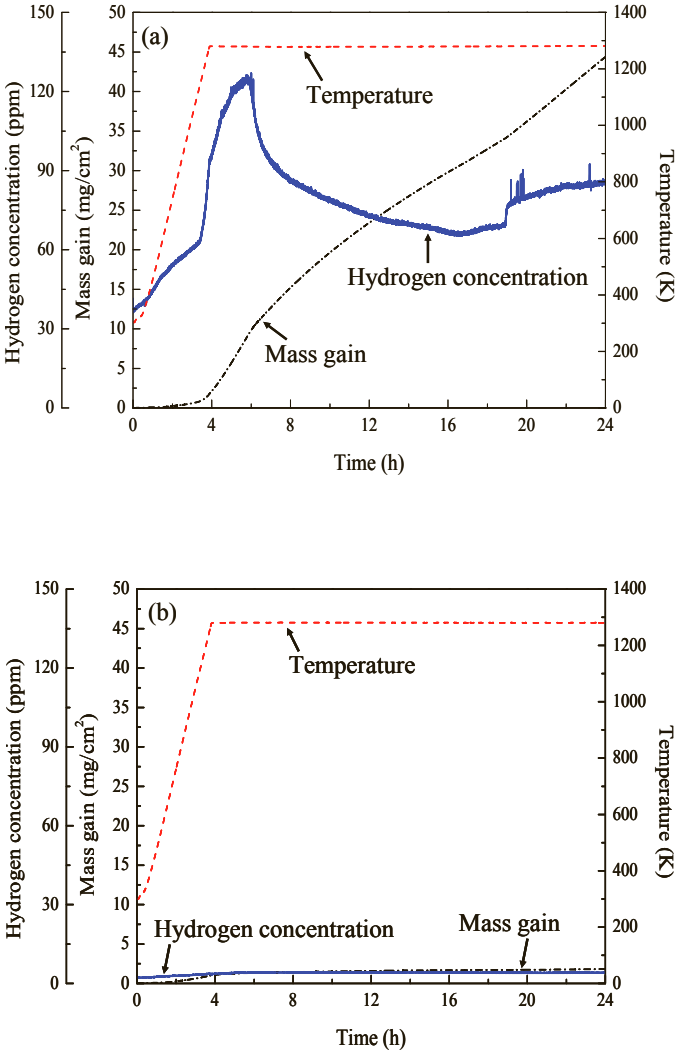 (a)
150
120
90
60
30
0
Hydrogen concentration (ppm)
50
45
40
35
30
25
20
15
10
5
0
Mass gain (mg/cm²)
Temperature
Hydrogen concentration
Mass gain
1400
1200
1000
800
600
400
200
0
Temperature (K)
0 4 8 12 16 20 24
Time (h)
(b)
150
120
90
60
30
0
Hydrogen concentration (ppm)
50
45
40
35
30
25
20
15
10
5
0
Mass gain (mg/cm²)
Temperature
Hydrogen concentration
Mass gain
1400
1200
1000
800
600
400
200
0
Temperature (K)
0 4 8 12 16 20 24
Time (h)